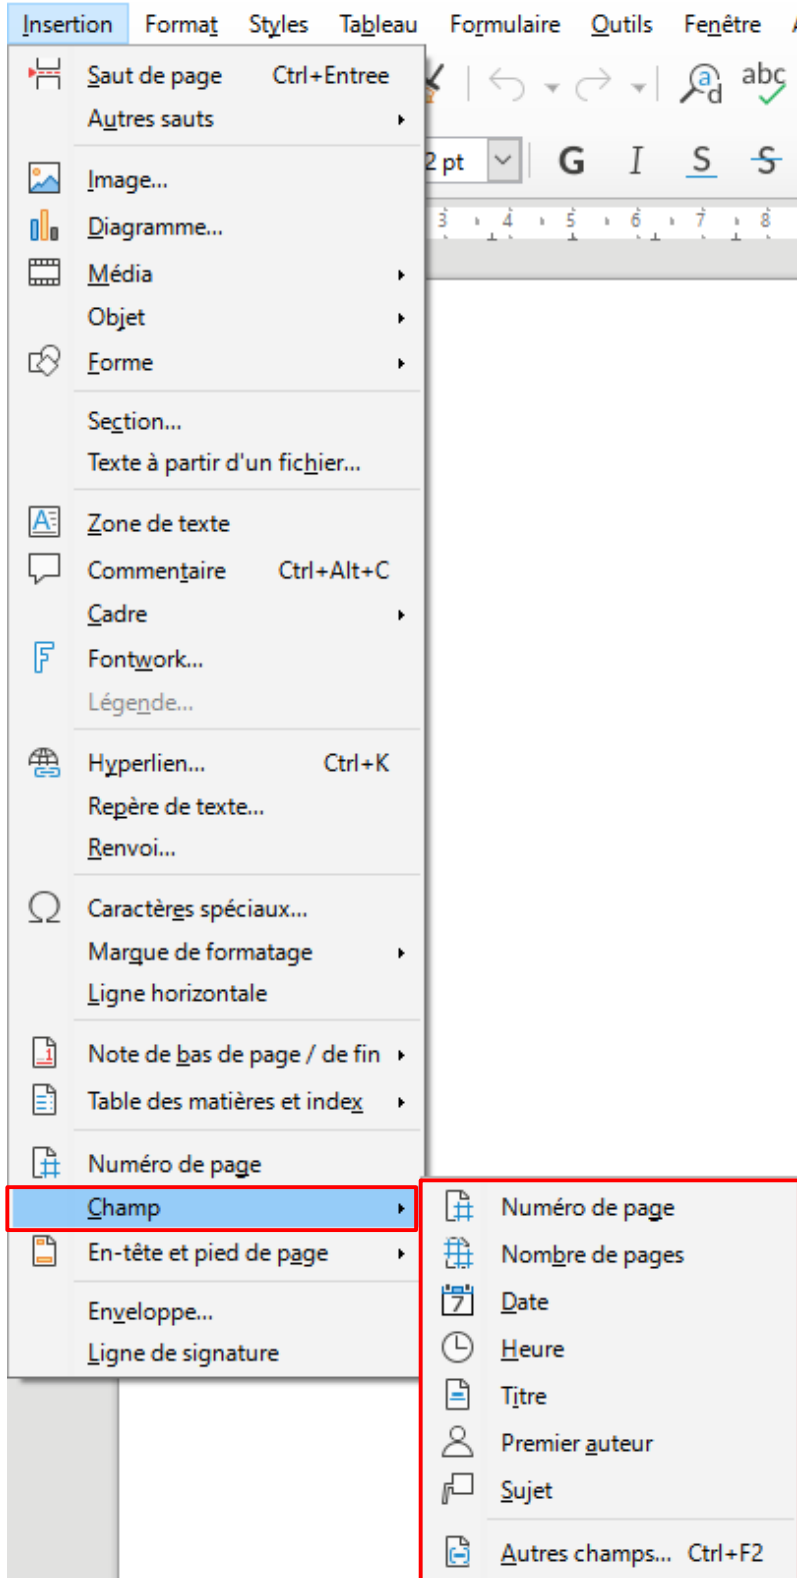 Insertion Format Styles Tableau Formulaire Outils Fenêtre
Saut de page Ctrl+Entree
Autres sauts
Image...
Diagramme...
Média
Objet
Forme
Section...
Texte à partir d'un fichier...
Zone de texte
Commentaire Ctrl+Alt+C
Cadre
Fontwork...
Légende...
Hyperlien... Ctrl+K
Repère de texte...
Renvoi...
Caractères spéciaux...
Marque de formatage
Ligne horizontale
Note de bas de page / de fin
Table des matières et index
Numéro de page
Champ
En-tête et pied de page
Enveloppe...
Ligne de signature
abc
2 pt G I S S
3 4 5 6 7 8
Numéro de page
Nombre de pages
Date
Heure
Titre
Premier auteur
Sujet
Autres champs... Ctrl+F2